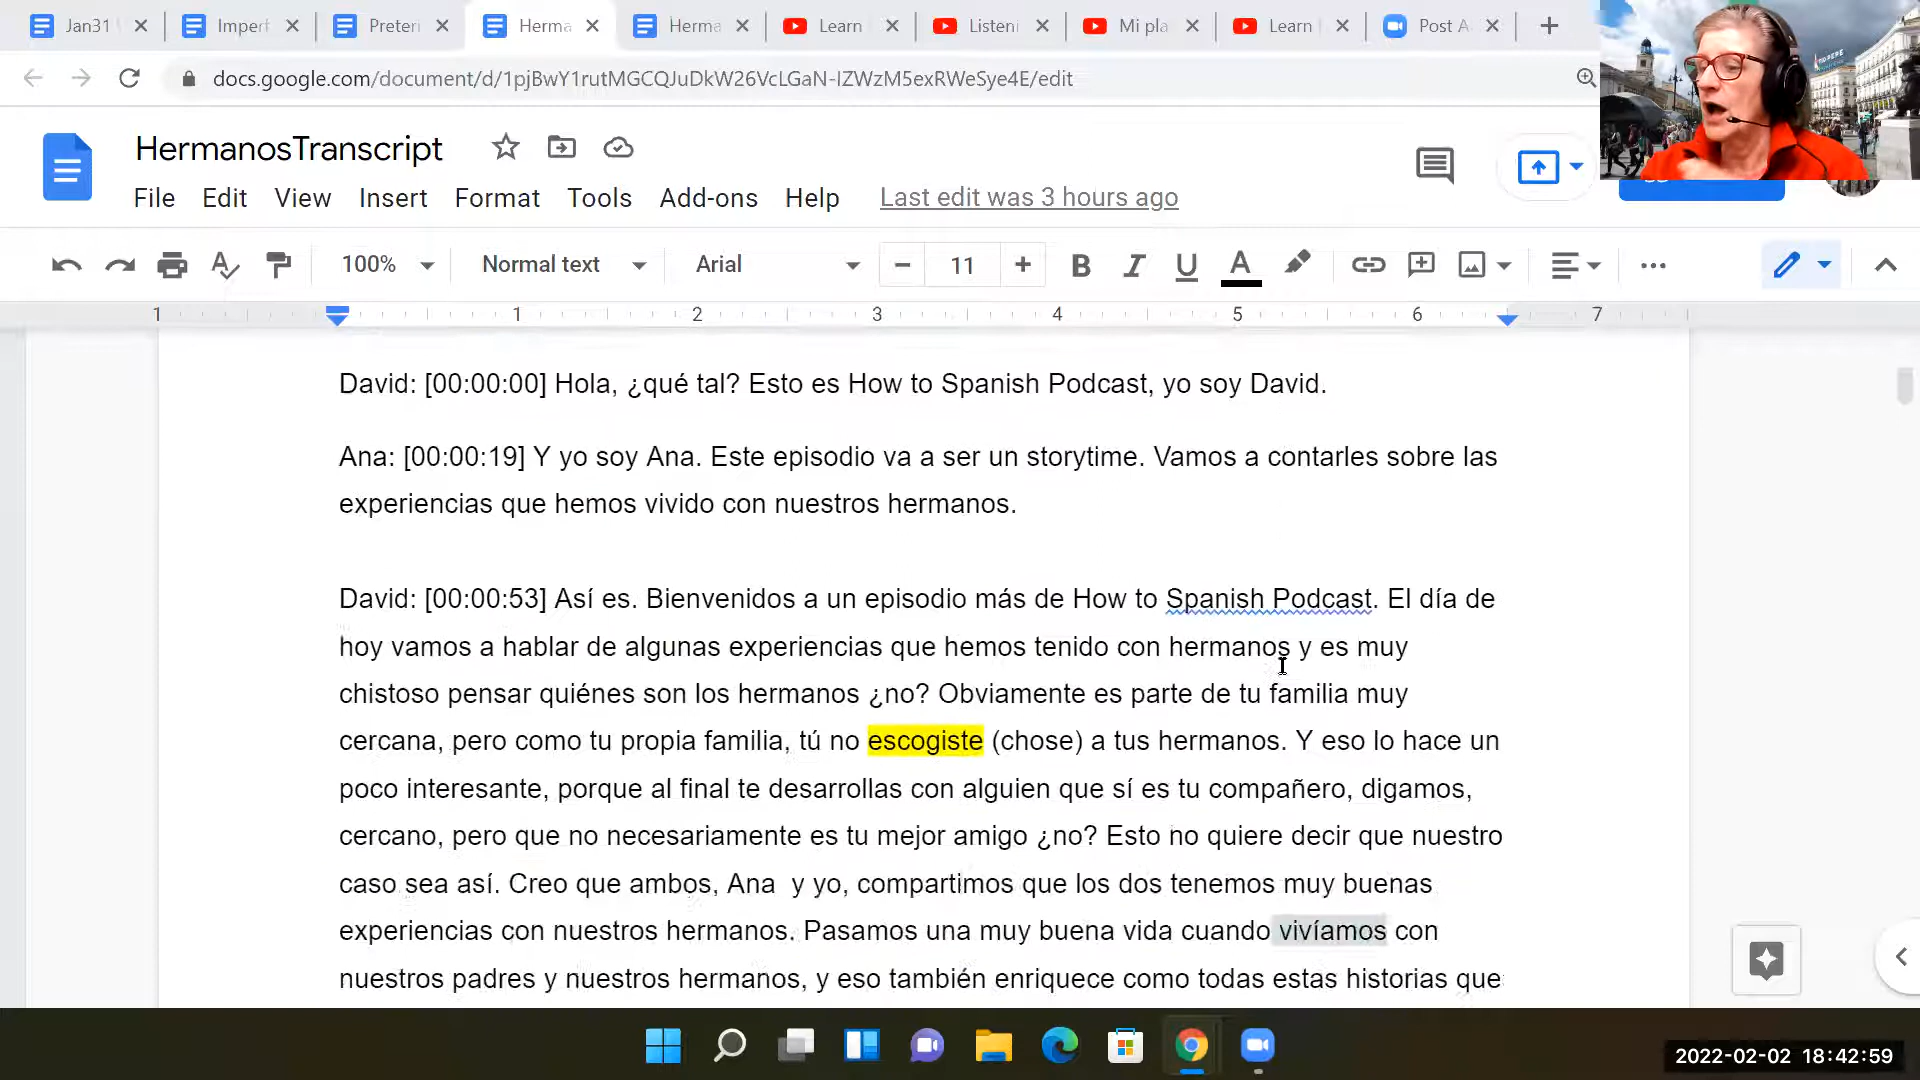 Jan31
Imper
Preteri
Herma
Herma
Learn
Listeni
Mi pla
Learn
Post A
docs.google.com/document/d/1pjBwY1rutMGCQJuDkW26VcLGaN-IZWzM5exRWeSye4E/edit
HermanosTranscript
File Edit View Insert Format Tools Add-ons Help Last edit was 3 hours ago
100% Normal text Arial 11 B I U A
1 1 2 3 4 5 6 7
David: [00:00:00] Hola, ¿qué tal? Esto es How to Spanish Podcast, yo soy David.
Ana: [00:00:19] Y yo soy Ana. Este episodio va a ser un storytime. Vamos a contarles sobre las
experiencias que hemos vivido con nuestros hermanos.
David: [00:00:53] Así es. Bienvenidos a un episodio más de How to Spanish Podcast. El día de
hoy vamos a hablar de algunas experiencias que hemos tenido con hermanos y es muy
chistoso pensar quiénes son los hermanos ¿no? Obviamente es parte de tu familia muy
cercana, pero como tu propia familia, tú no escogiste (chose) a tus hermanos. Y eso lo hace un
poco interesante, porque al final te desarrollas con alguien que sí es tu compañero, digamos,
cercano, pero que no necesariamente es tu mejor amigo ¿no? Esto no quiere decir que nuestro
caso sea así. Creo que ambos, Ana  y yo, compartimos que los dos tenemos muy buenas
experiencias con nuestros hermanos. Pasamos una muy buena vida cuando vivíamos con
nuestros padres y nuestros hermanos, y eso también enriquece como todas estas historias que
2022-02-02 18:42:59